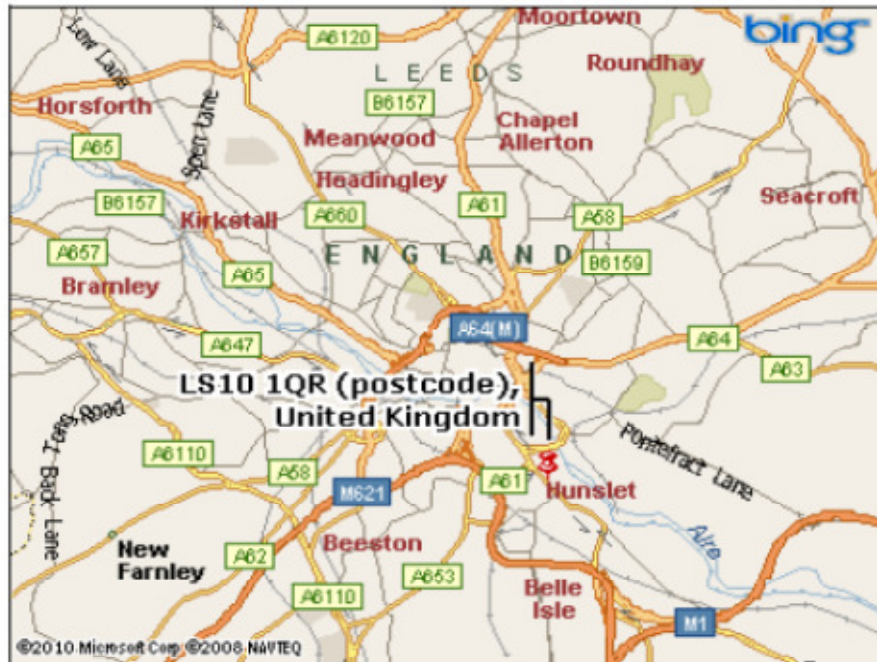 Moortown
bing
A6120
Low Lane
LEEDS
Roundhay
Horsforth
B6157
Spen Lane
Meanwood
Chapel
Allerton
A65
Headingley
Seacroft
B6157
A660
A61
A58
Kirkstall
A657
ENGLAND
B6159
Bramley
A65
A64(M)
A64
A647
A63
LS10 1QR (postcode),
United Kingdom
Tong Road
Pontefract Lane
A6110
A58
A61
Back Lane
M621
Hunslet
Aire
New
Farnley
Beeston
A62
A653
Belle
Isle
A6110
M1
©2010 Microsoft Corp ©2008 NAVTEQ